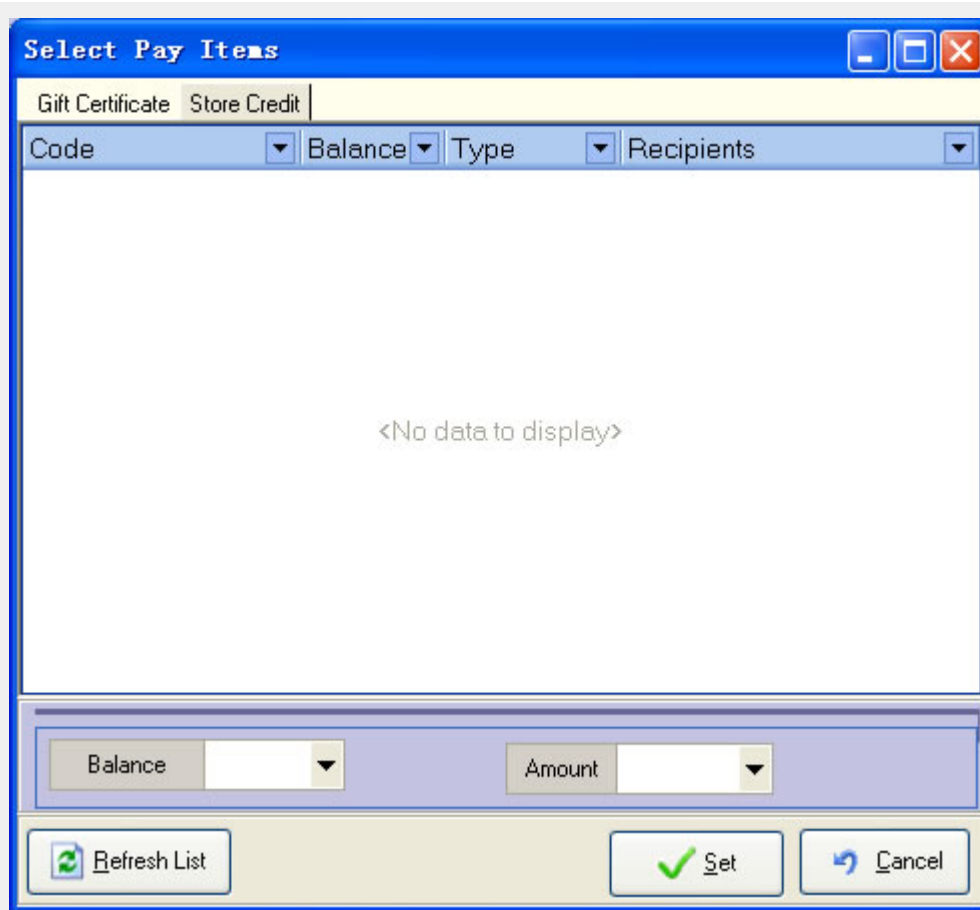 Select Pay Items
Gift Certificate Store Credit
Code Balance Type Recipients
<No data to display>
Balance Amount
Refresh List Set Cancel